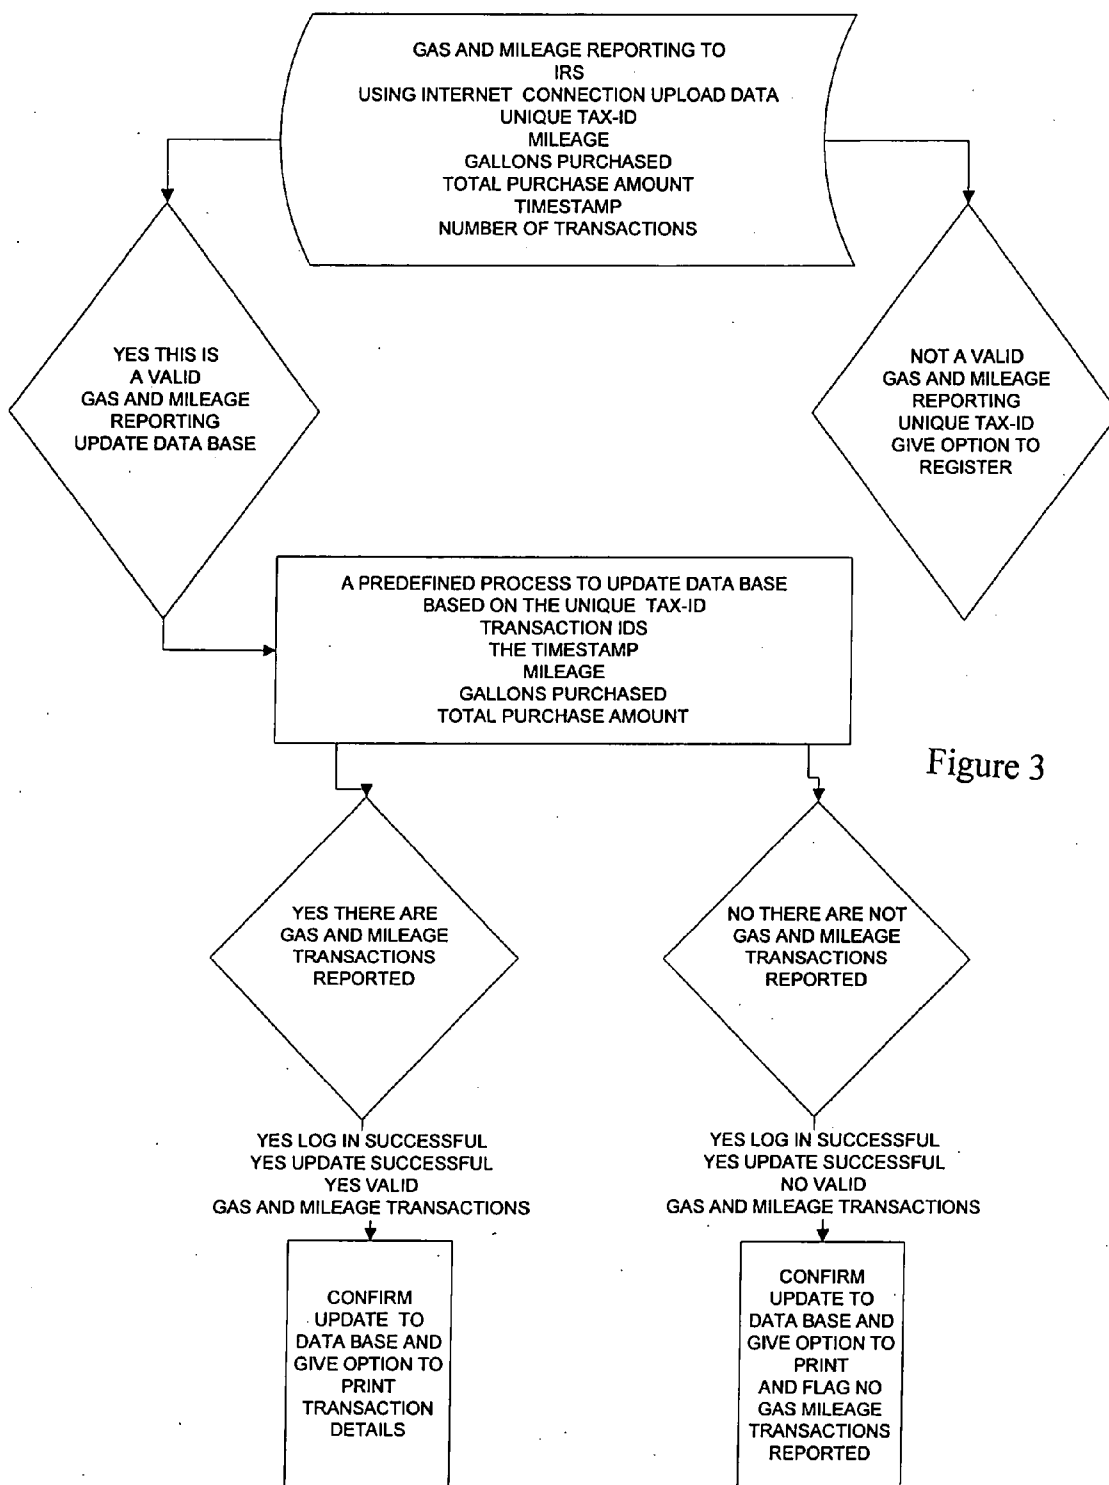 GAS AND MILEAGE REPORTING TO
IRS
USING INTERNET CONNECTION UPLOAD DATA
UNIQUE TAX-ID
MILEAGE
GALLONS PURCHASED
TOTAL PURCHASE AMOUNT
TIMESTAMP
NUMBER OF TRANSACTIONS
YES THIS IS
A VALID
GAS AND MILEAGE
REPORTING
UPDATE DATA BASE
NOT A VALID
GAS AND MILEAGE
REPORTING
UNIQUE TAX-ID
GIVE OPTION TO
REGISTER
A PREDEFINED PROCESS TO UPDATE DATA BASE
BASED ON THE UNIQUE TAX-ID
TRANSACTION IDS
THE TIMESTAMP
MILEAGE
GALLONS PURCHASED
TOTAL PURCHASE AMOUNT
Figure 3
YES THERE ARE
GAS AND MILEAGE
TRANSACTIONS
REPORTED
NO THERE ARE NOT
GAS AND MILEAGE
TRANSACTIONS
REPORTED
YES LOG IN SUCCESSFUL
YES UPDATE SUCCESSFUL
YES VALID
GAS AND MILEAGE TRANSACTIONS
YES LOG IN SUCCESSFUL
YES UPDATE SUCCESSFUL
NO VALID
GAS AND MILEAGE TRANSACTIONS
CONFIRM
UPDATE TO
DATA BASE AND
GIVE OPTION TO
PRINT
TRANSACTION
DETAILS
CONFIRM
UPDATE TO
DATA BASE AND
GIVE OPTION TO
PRINT
AND FLAG NO
GAS MILEAGE
TRANSACTIONS
REPORTED